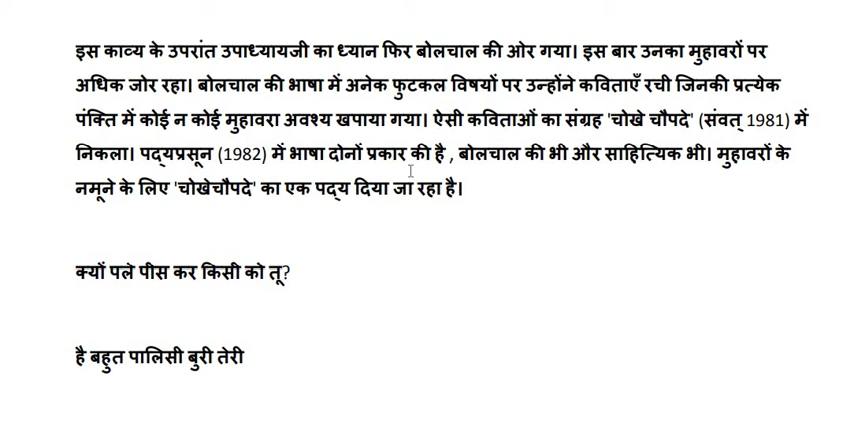 इस काव्य के उपरांत उपाध्यायजी का ध्यान फिर बोलचाल की ओर गया। इस बार उनका मुहावरों पर
अधिक जोर रहा। बोलचाल की भाषा में अनेक फुटकल विषयों पर उन्होंने कविताएँ रची जिनकी प्रत्येक
पंक्ति में कोई न कोई मुहावरा अवश्य खपाया गया। ऐसी कविताओं का संग्रह 'चोखे चौपदे' (संवत् 1981) में
निकला। पद्यप्रसून (1982) में भाषा दोनों प्रकार की है , बोलचाल की भी और साहित्यिक भी। मुहावरों के
नमूने के लिए 'चोखेचौपदे' का एक पद्य दिया जा रहा है।
क्यों पले पीस कर किसी को तू?
है बहुत पालिसी बुरी तेरी